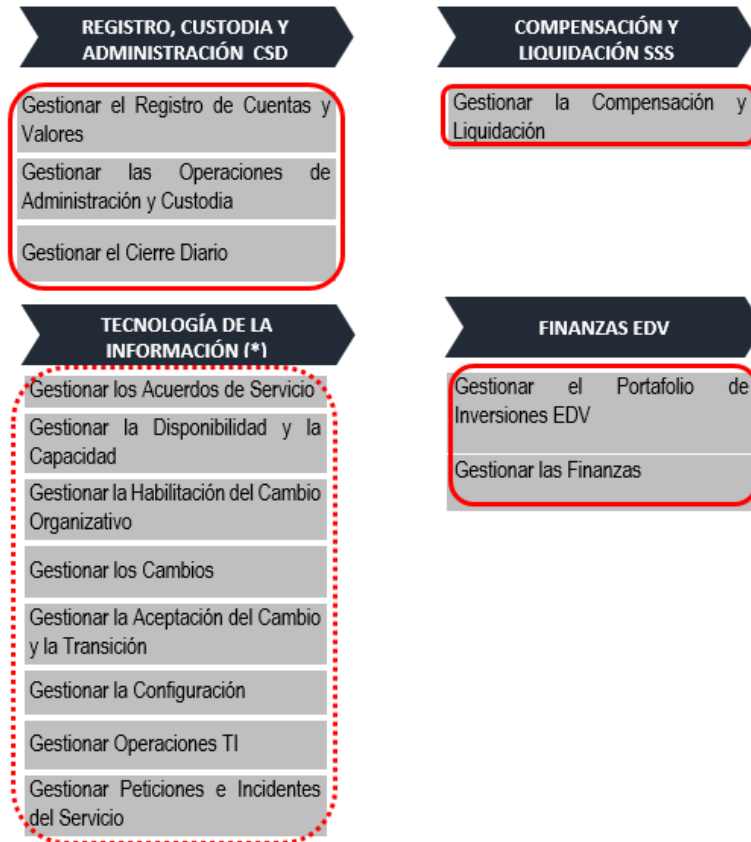 REGISTRO, CUSTODIA Y
ADMINISTRACIÓN CSD
Gestionar el Registro de Cuentas y
Valores
Gestionar las Operaciones de
Administración y Custodia
Gestionar el Cierre Diario
COMPENSACIÓN Y
LIQUIDACIÓN SSS
Gestionar la Compensación y
Liquidación
TECNOLOGÍA DE LA
INFORMACIÓN (*)
Gestionar los Acuerdos de Servicio
Gestionar la Disponibilidad y la
Capacidad
Gestionar la Habilitación del Cambio
Organizativo
Gestionar los Cambios
Gestionar la Aceptación del Cambio
y la Transición
Gestionar la Configuración
Gestionar Operaciones TI
Gestionar Peticiones e Incidentes
del Servicio
FINANZAS EDV
Gestionar el Portafolio de
Inversiones EDV
Gestionar las Finanzas